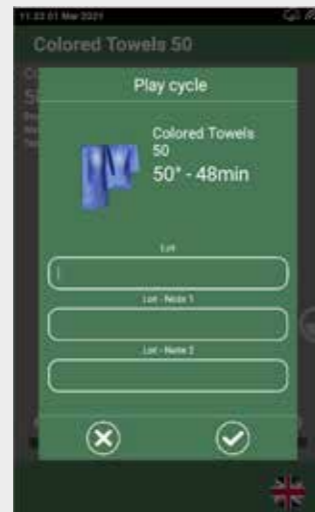 11:23 01 Mar 2021
Colored Towels 50
Play cycle
Colored Towels
50
50° - 48min
Lot
Lot - Note 1
Lot - Note 2